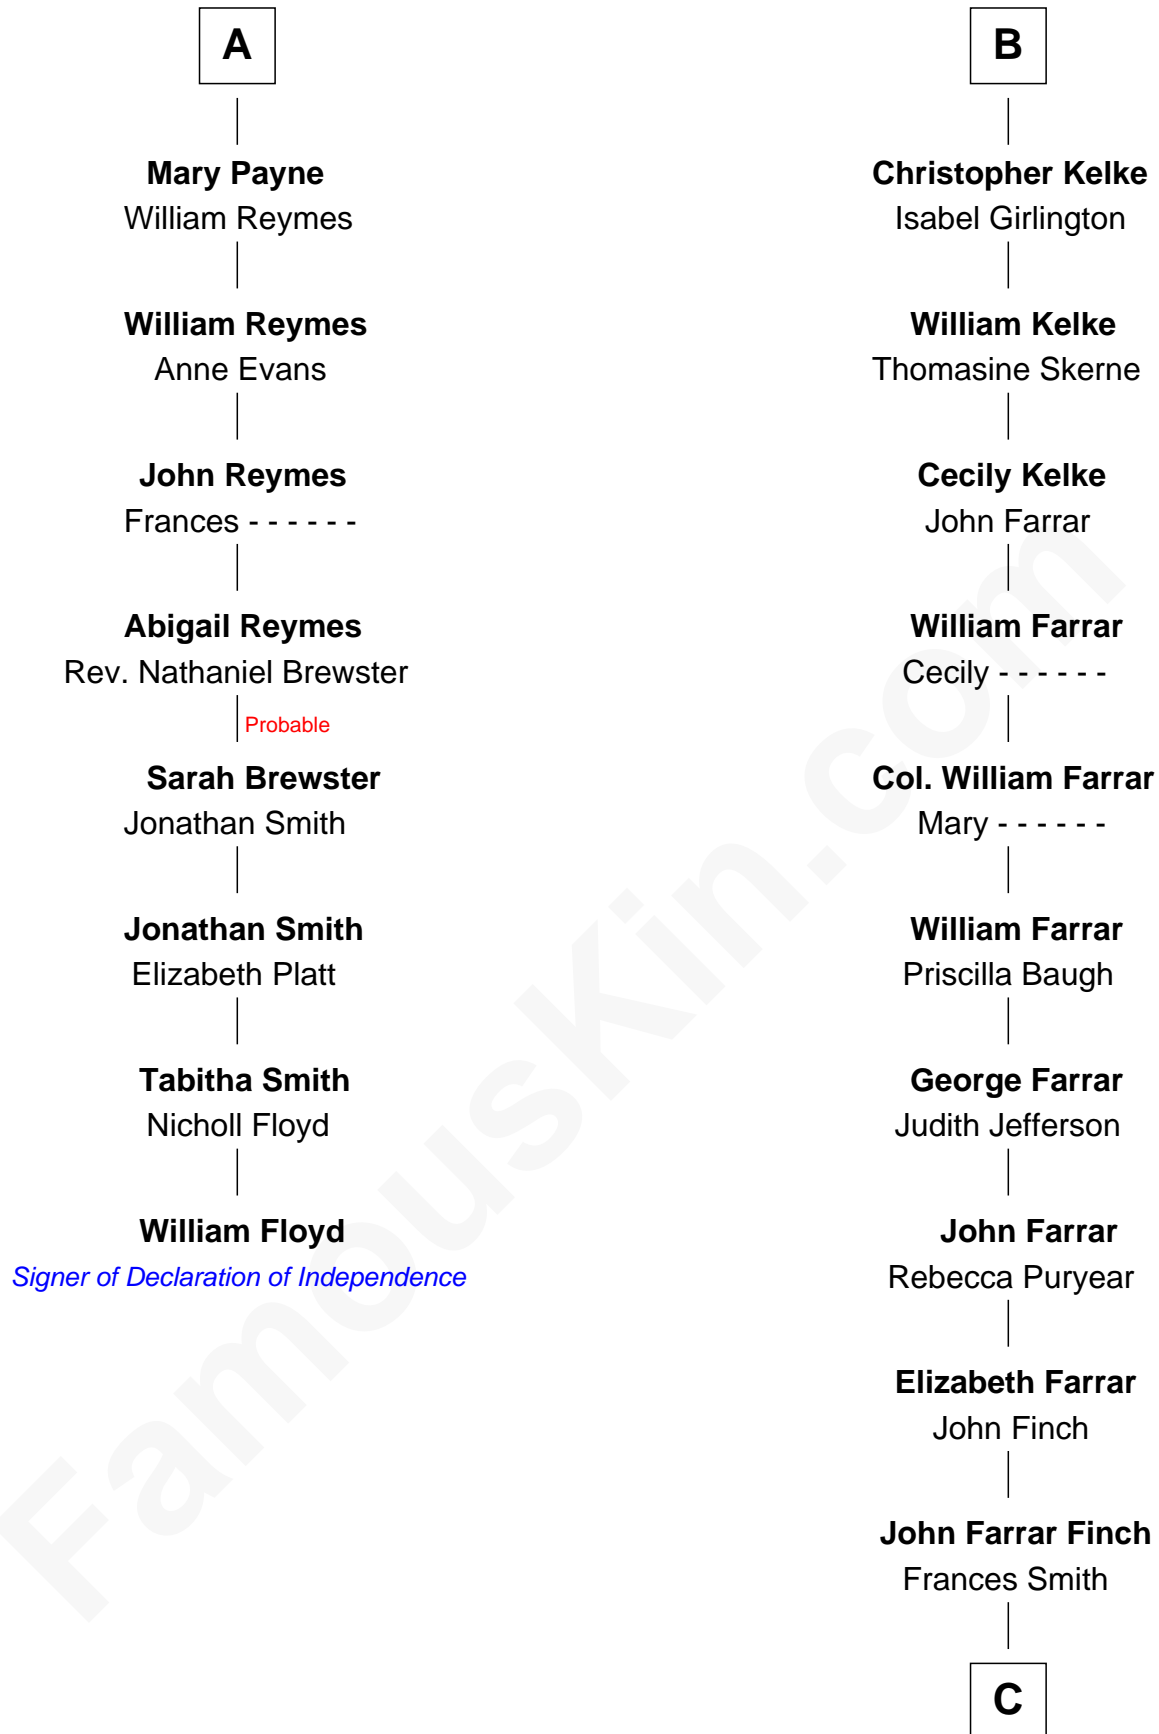 A
Mary Payne
William Reymes
William Reymes
Anne Evans
John Reymes
Frances - - - - - -
Abigail Reymes
Rev. Nathaniel Brewster
Probable
Sarah Brewster
Jonathan Smith
Jonathan Smith
Elizabeth Platt
Tabitha Smith
Nicholl Floyd
William Floyd
Signer of Declaration of Independence
B
Christopher Kelke
Isabel Girlington
William Kelke
Thomasine Skerne
Cecily Kelke
John Farrar
William Farrar
Cecily - - - - - -
Col. William Farrar
Mary - - - - - -
William Farrar
Priscilla Baugh
George Farrar
Judith Jefferson
John Farrar
Rebecca Puryear
Elizabeth Farrar
John Finch
John Farrar Finch
Frances Smith
C
FamousKin.com